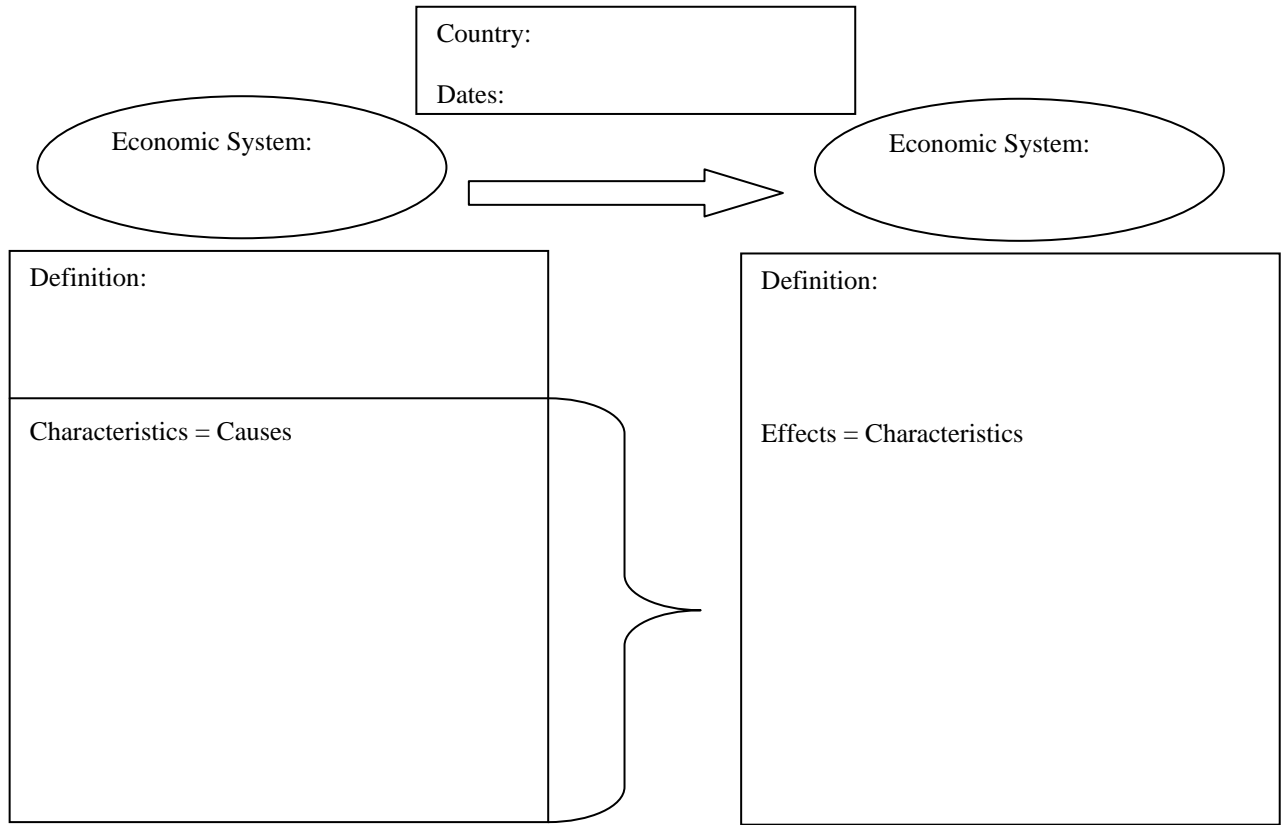 Country:
Dates:
Economic System:
Economic System:
Definition:
Definition:
Characteristics = Causes
Effects = Characteristics